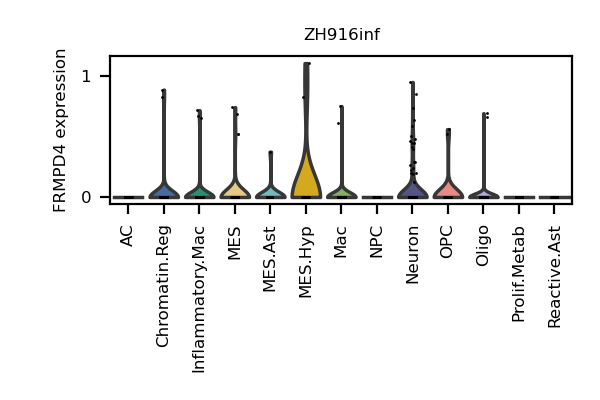 ZH916inf
FRMPD4 expression
1
0
AC
Chromatin.Reg
Inflammatory.Mac
MES
MES.Ast
MES.Hyp
Mac
NPC
Neuron
OPC
Oligo
Prolif.Metab
Reactive.Ast